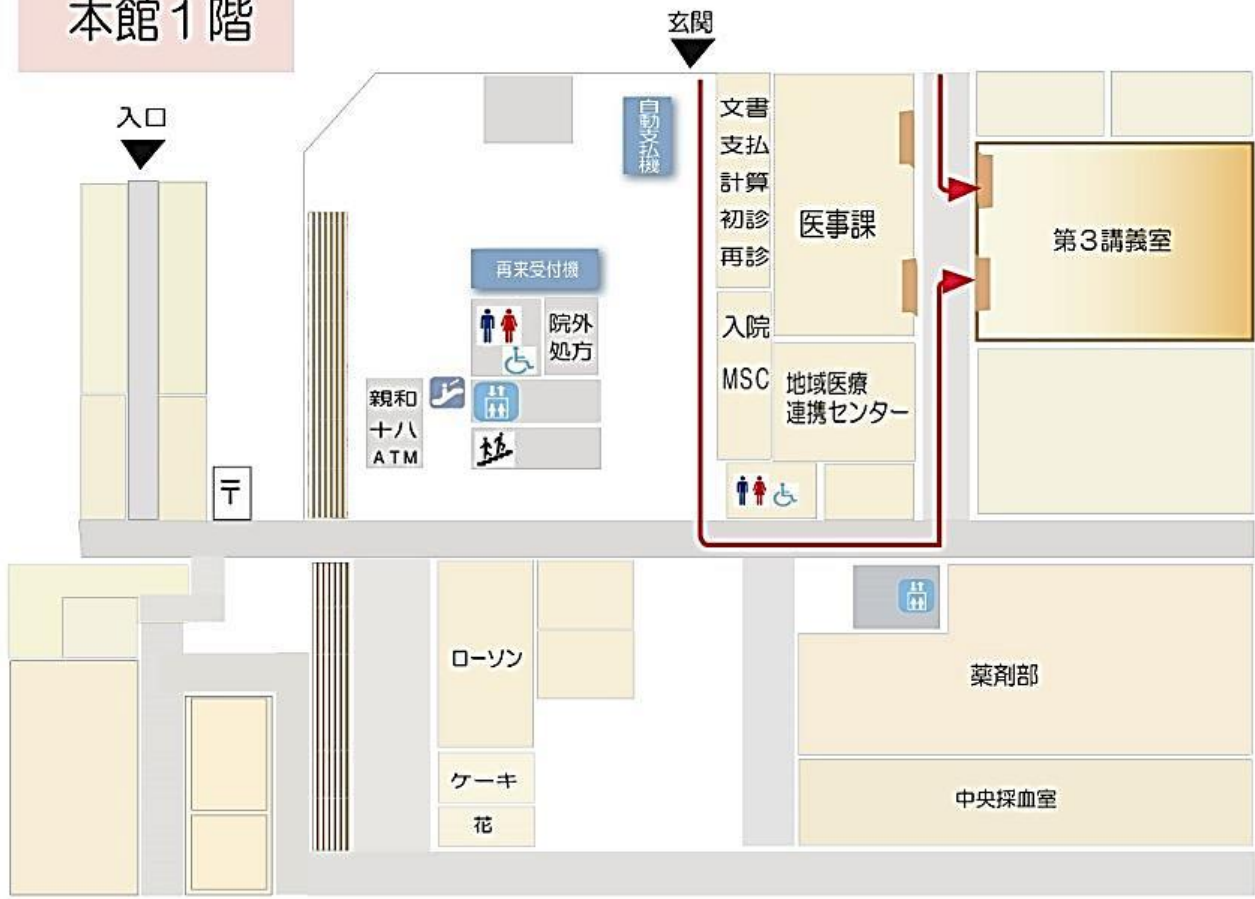 本館1階
玄関
入口
自動支払機
文書
支払
計算
初診
再診
医事課
第3講義室
再来受付機
院外
処方
入院
MSC
地域医療
連携センター
親和
十八
ATM
〒
ローソン
薬剤部
ケーキ
中央採血室
花